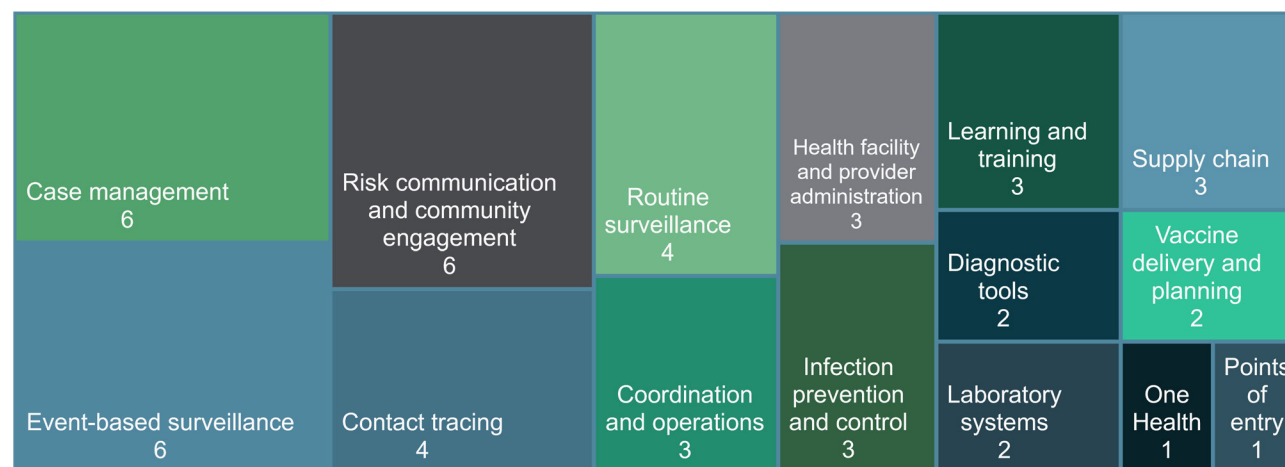 Case management
6
Event-based surveillance
6
Risk communication
and community
engagement
6
Contact tracing
4
Routine
surveillance
4
Coordination
and operations
3
Health facility
and provider
administration
3
Infection
prevention
and control
3
Learning and
training
3
Diagnostic
tools
2
Laboratory
systems
2
Supply chain
3
Vaccine
delivery and
planning
2
One
Health
1
Points
of
entry
1